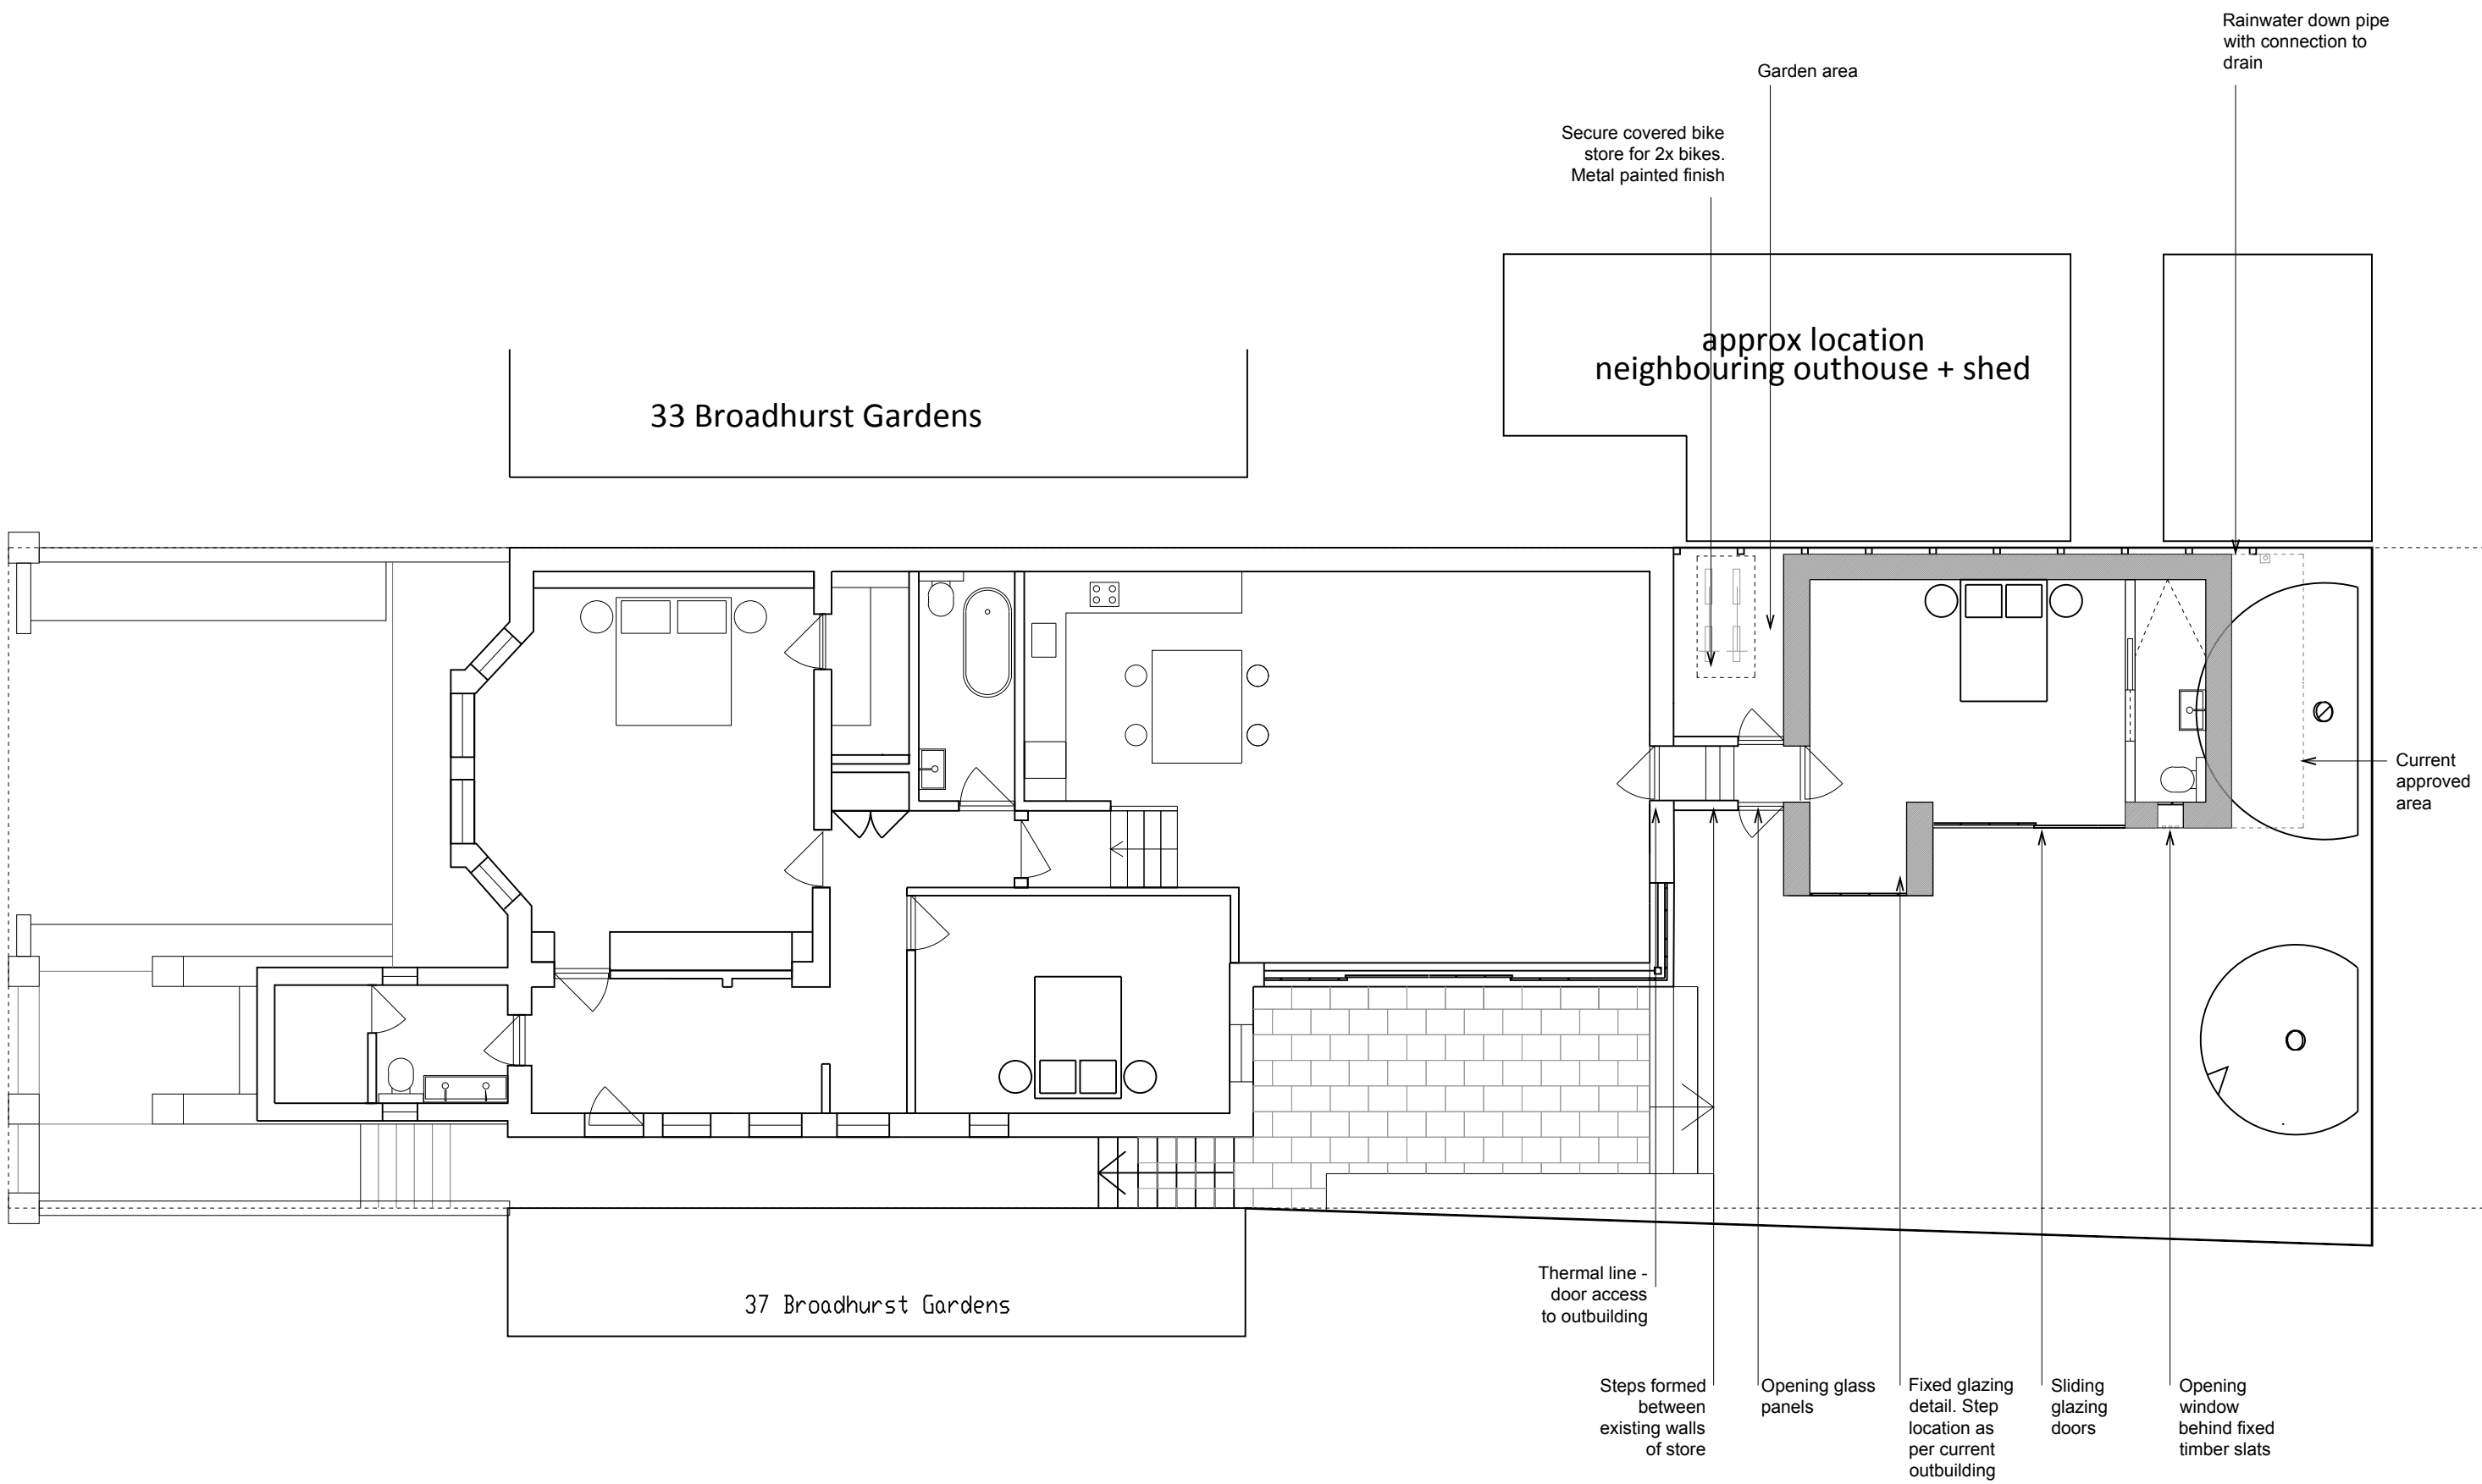 Rainwater down pipe
with connection to
drain
Garden area
Secure covered bike
store for 2x bikes.
Metal painted finish
approx location
neighbouring outhouse + shed
33 Broadhurst Gardens
Current
approved
area
37 Broadhurst Gardens
Thermal line -
door access
to outbuilding
Steps formed
between
existing walls
of store
Opening glass
panels
Fixed glazing
detail. Step
location as
per current
outbuilding
Sliding
glazing
doors
Opening
window
behind fixed
timber slats